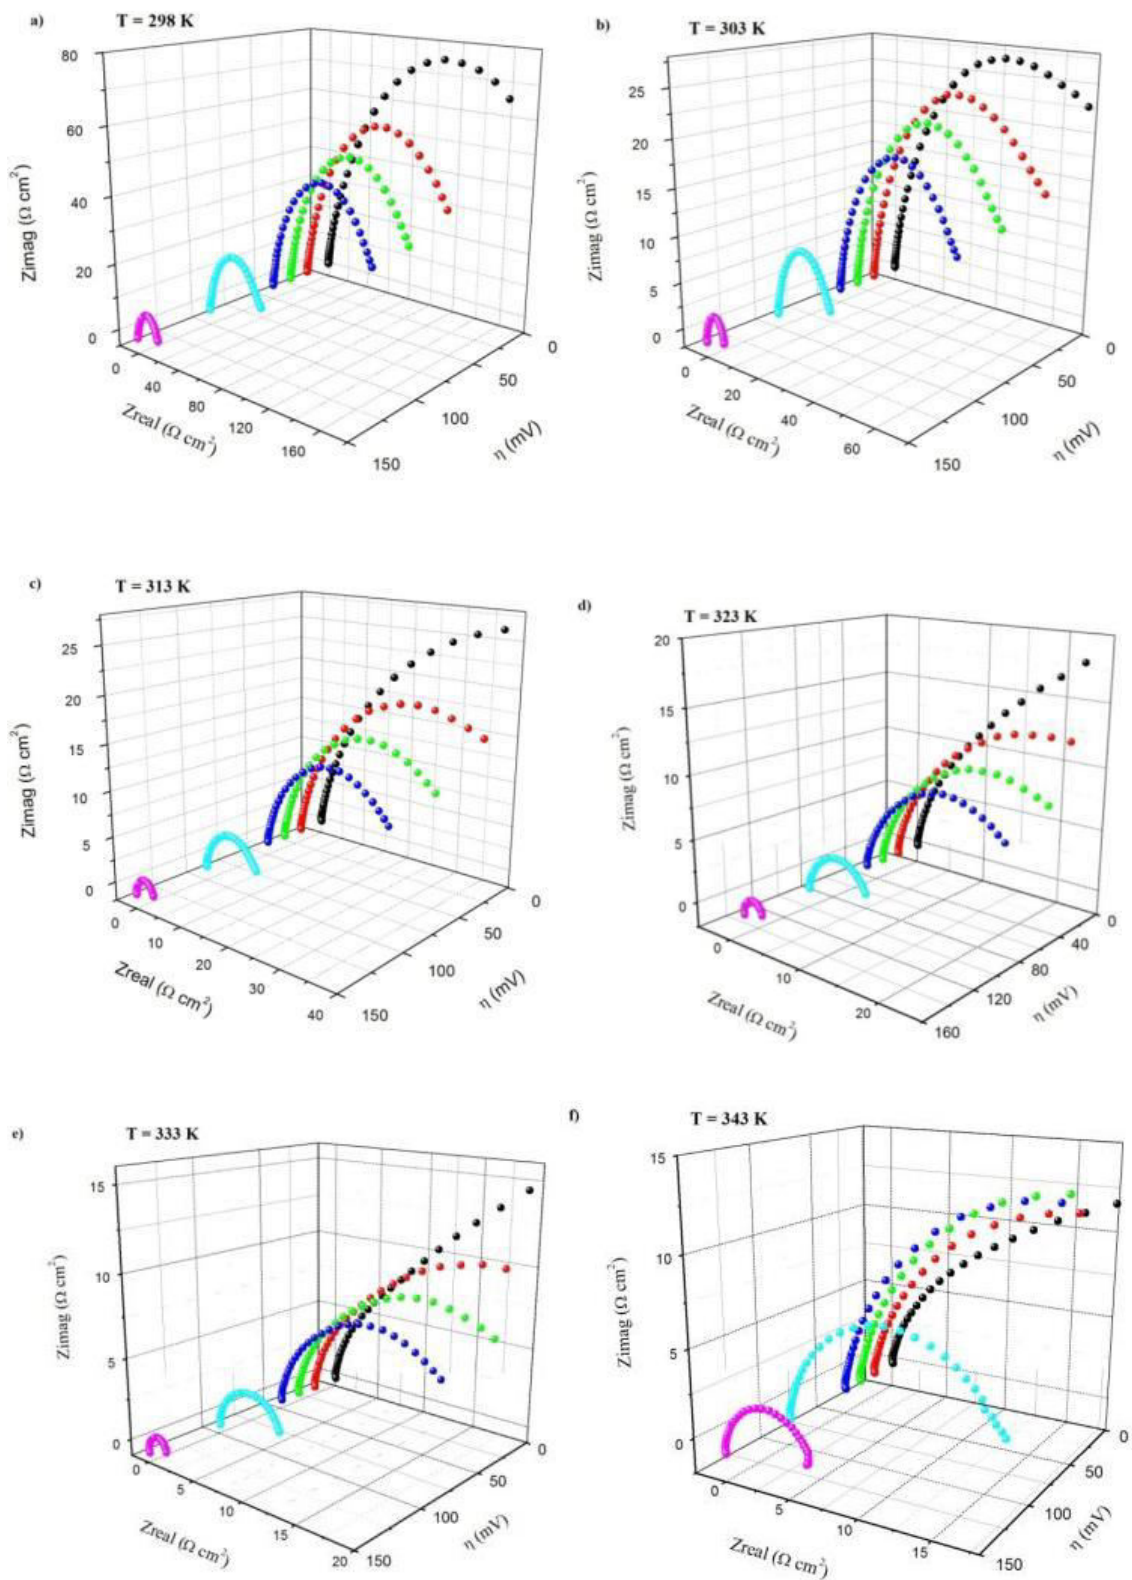 a) T = 298 K
80
60
40
20
0
Zimag (Ω cm²)
0 40 80 120 160
Zreal (Ω cm²)
150 100 50 0
η (mV)
b) T = 303 K
25
20
15
10
5
0
Zimag (Ω cm²)
0 20 40 60
Zreal (Ω cm²)
150 100 50 0
η (mV)
c) T = 313 K
25
20
15
10
5
0
Zimag (Ω cm²)
0 10 20 30 40
Zreal (Ω cm²)
150 100 50 0
η (mV)
d) T = 323 K
20
15
10
5
0
Zimag (Ω cm²)
0 10 20
Zreal (Ω cm²)
160 120 80 40 0
η (mV)
e) T = 333 K
15
10
5
0
Zimag (Ω cm²)
0 5 10 15 20
Zreal (Ω cm²)
150 100 50 0
η (mV)
f) T = 343 K
15
10
5
0
Zimag (Ω cm²)
0 5 10 15
Zreal (Ω cm²)
150 100 50 0
η (mV)